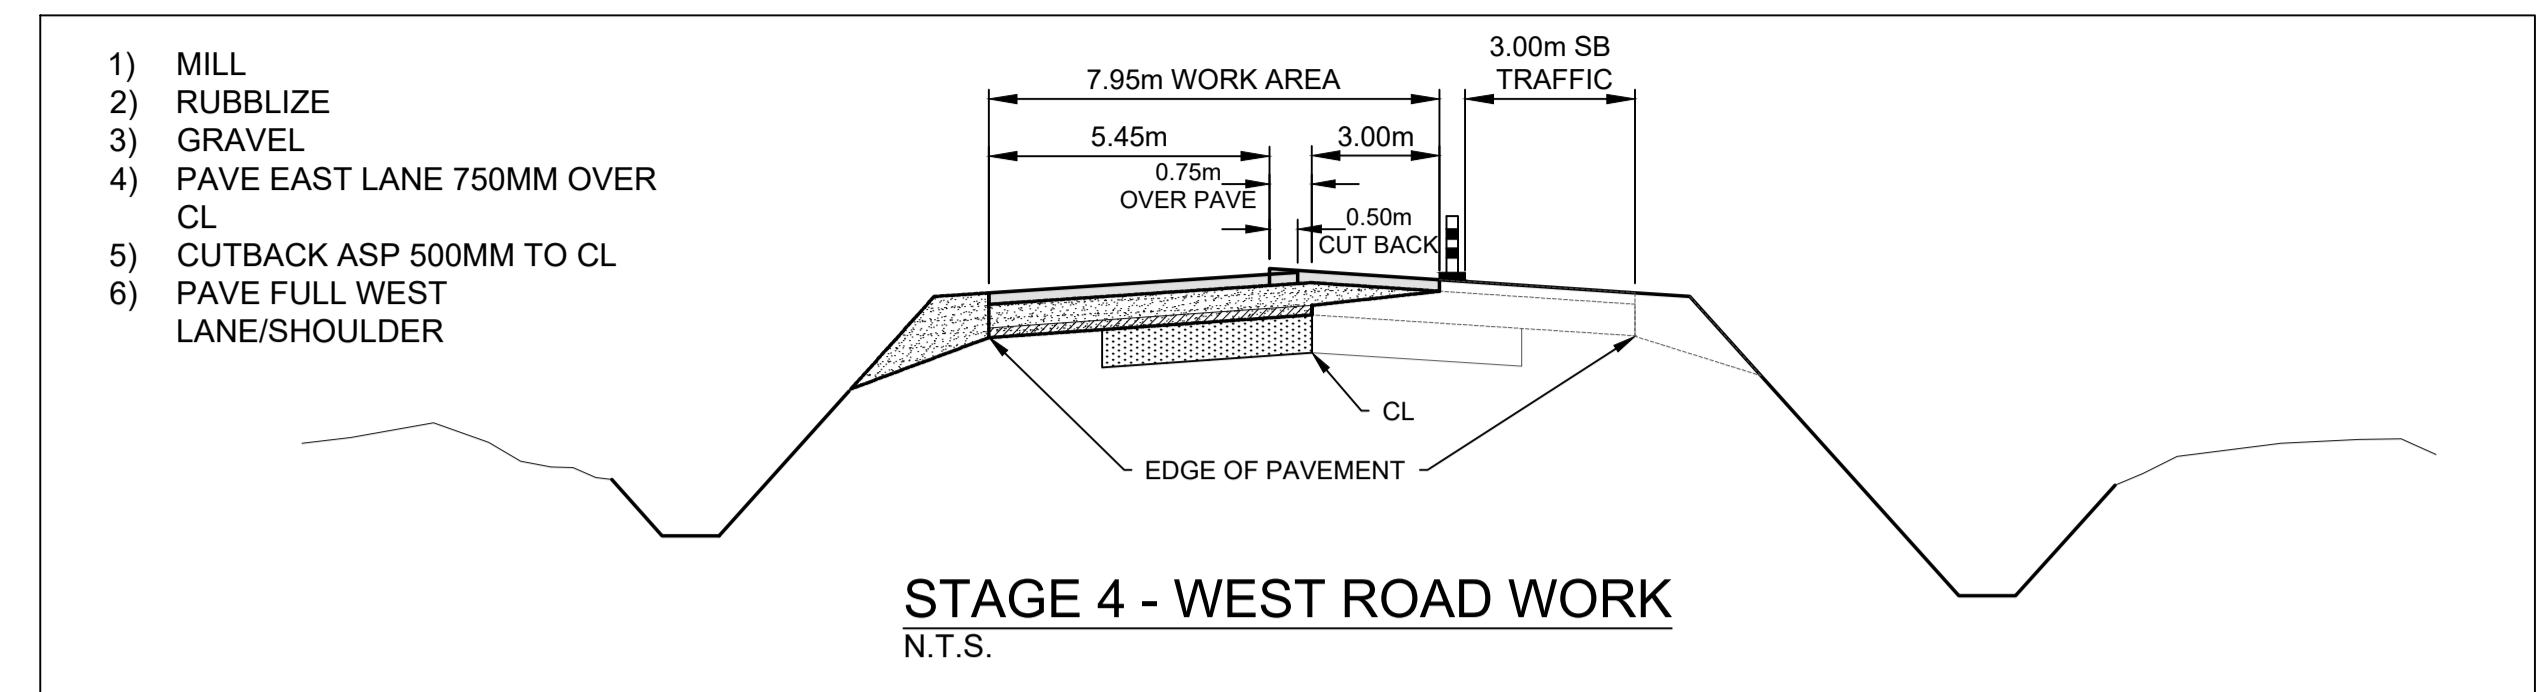 1) MILL
2) RUBBLIZE
3) GRAVEL
4) PAVE EAST LANE 750MM OVER
CL
5) CUTBACK ASP 500MM TO CL
6) PAVE FULL WEST
LANE/SHOULDER
3.00m SB
TRAFFIC
7.95m WORK AREA
5.45m
3.00m
0.75m
OVER PAVE
0.50m
CUT BACK
CL
EDGE OF PAVEMENT
STAGE 4 - WEST ROAD WORK
N.T.S.